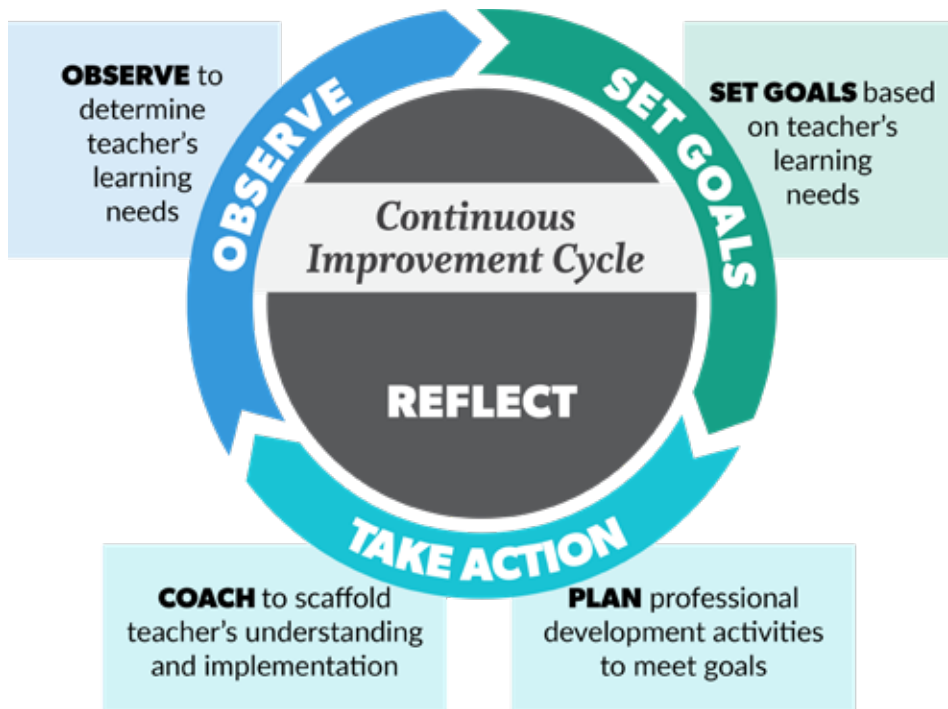 OBSERVE to
determine
teacher's
learning
needs
OBSERVE
SET GOALS
SET GOALS based
on teacher's
learning
needs
Continuous
Improvement Cycle
REFLECT
TAKE ACTION
COACH to scaffold
teacher's understanding
and implementation
PLAN professional
development activities
to meet goals